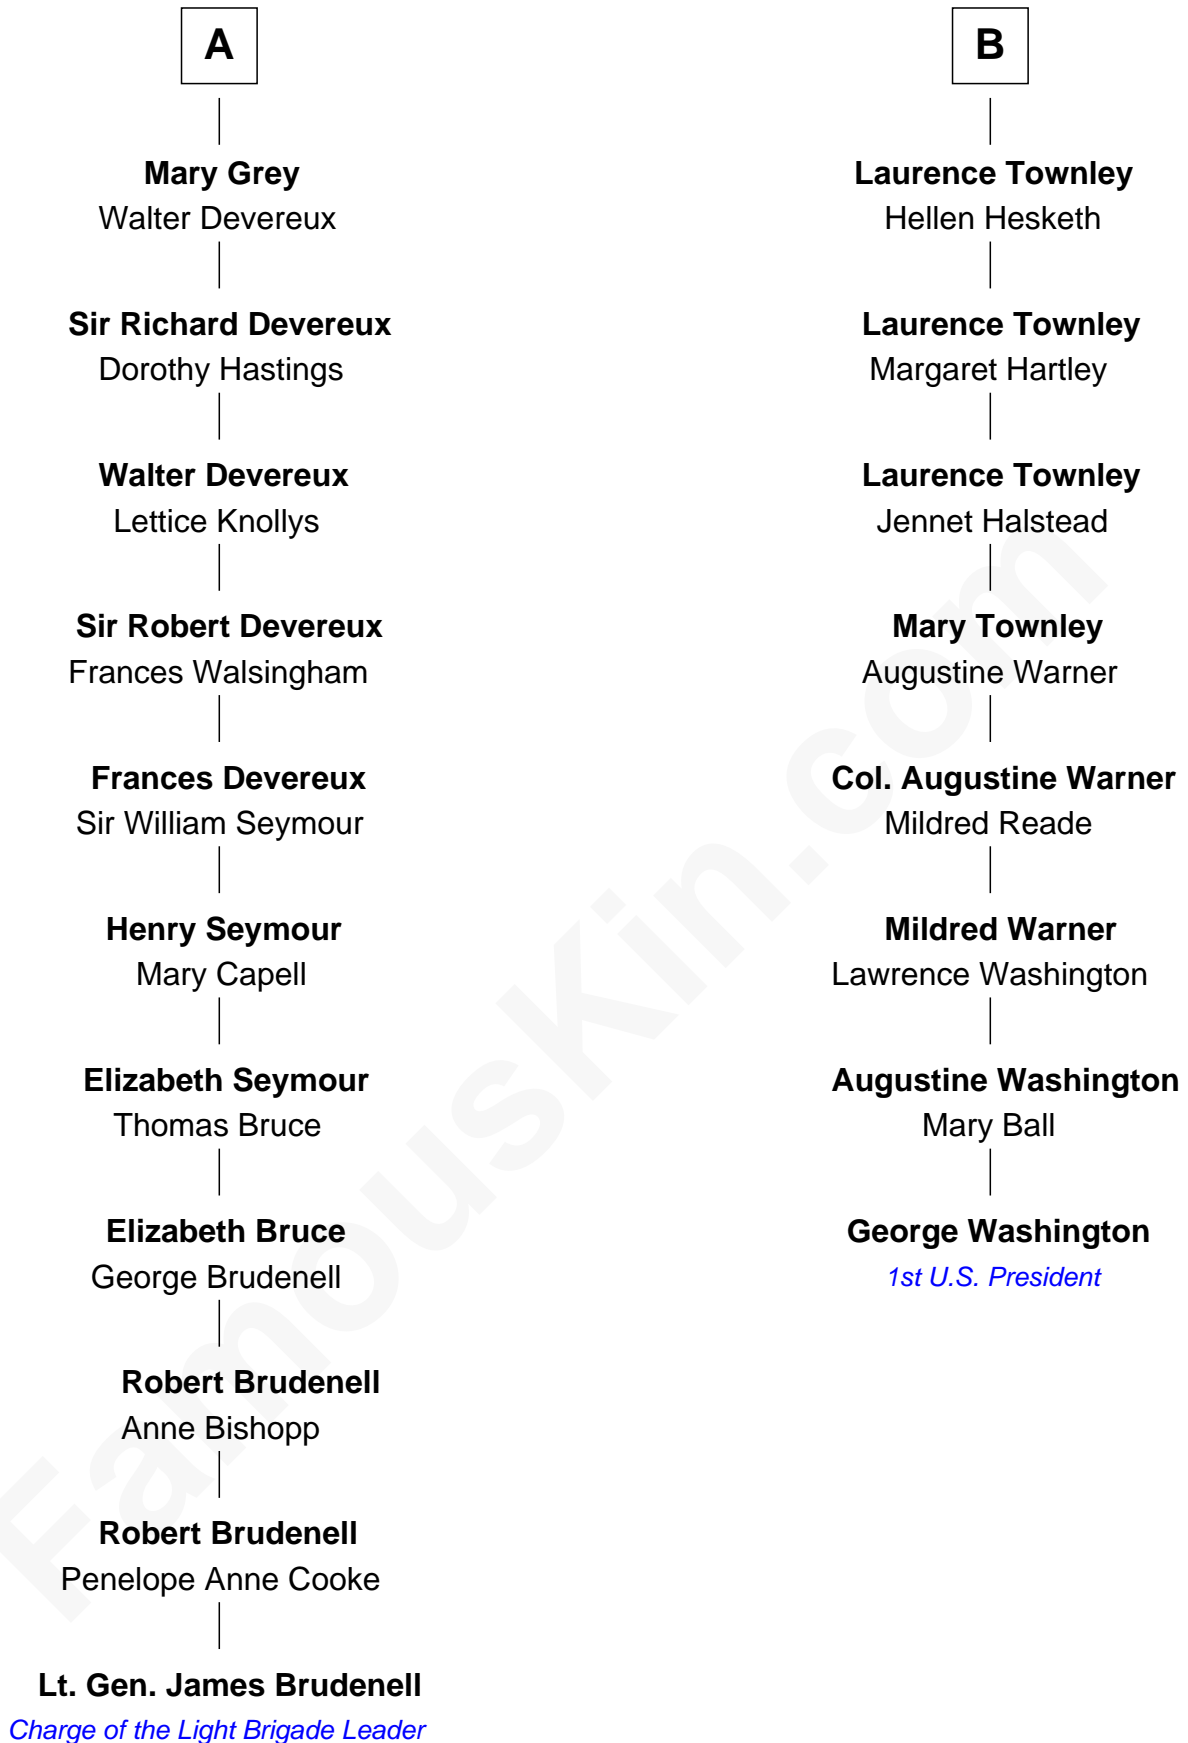 A
Mary Grey
Walter Devereux
Sir Richard Devereux
Dorothy Hastings
Walter Devereux
Lettice Knollys
Sir Robert Devereux
Frances Walsingham
Frances Devereux
Sir William Seymour
Henry Seymour
Mary Capell
Elizabeth Seymour
Thomas Bruce
Elizabeth Bruce
George Brudenell
Robert Brudenell
Anne Bishopp
Robert Brudenell
Penelope Anne Cooke
Lt. Gen. James Brudenell
Charge of the Light Brigade Leader
B
Laurence Townley
Hellen Hesketh
Laurence Townley
Margaret Hartley
Laurence Townley
Jennet Halstead
Mary Townley
Augustine Warner
Col. Augustine Warner
Mildred Reade
Mildred Warner
Lawrence Washington
Augustine Washington
Mary Ball
George Washington
1st U.S. President
FamousKin.com